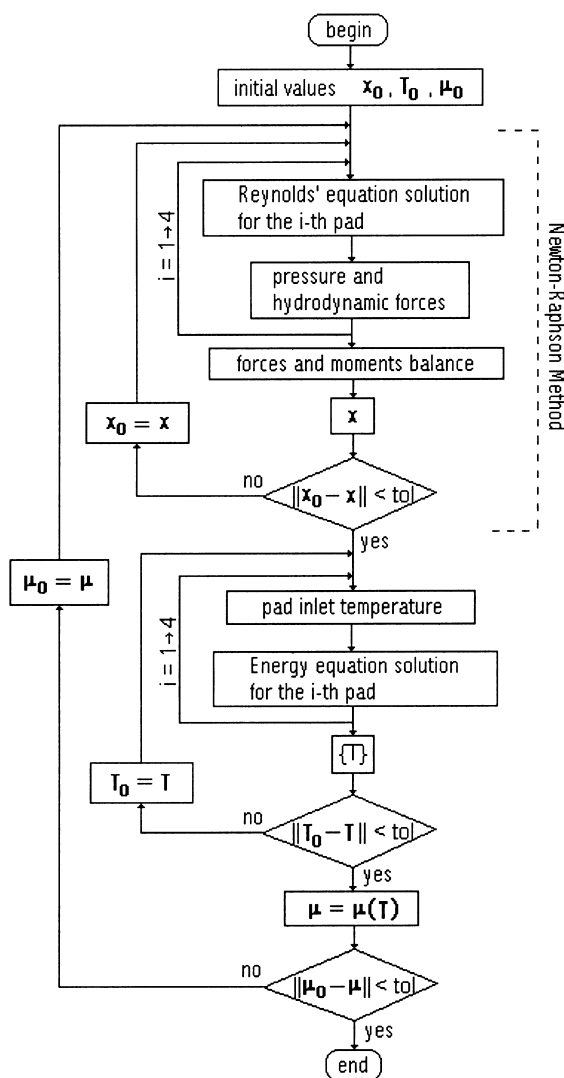 begin
initial values x₀, T₀, μ₀
Reynolds' equation solution
for the i-th pad
i = 1→4
pressure and
hydrodynamic forces
Newton-Raphson Method
forces and moments balance
x₀ = x
x
no
||x₀ − x|| < tol
yes
μ₀ = μ
pad inlet temperature
i = 1→4
Energy equation solution
for the i-th pad
{T}
T₀ = T
no
||T₀ − T|| < tol
yes
μ = μ(T)
no
||μ₀ − μ|| < tol
yes
end